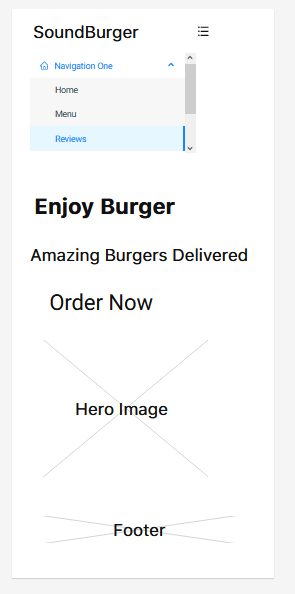 SoundBurger
Navigation One
Home
Menu
Reviews
Enjoy Burger
Amazing Burgers Delivered
Order Now
Hero Image
Footer